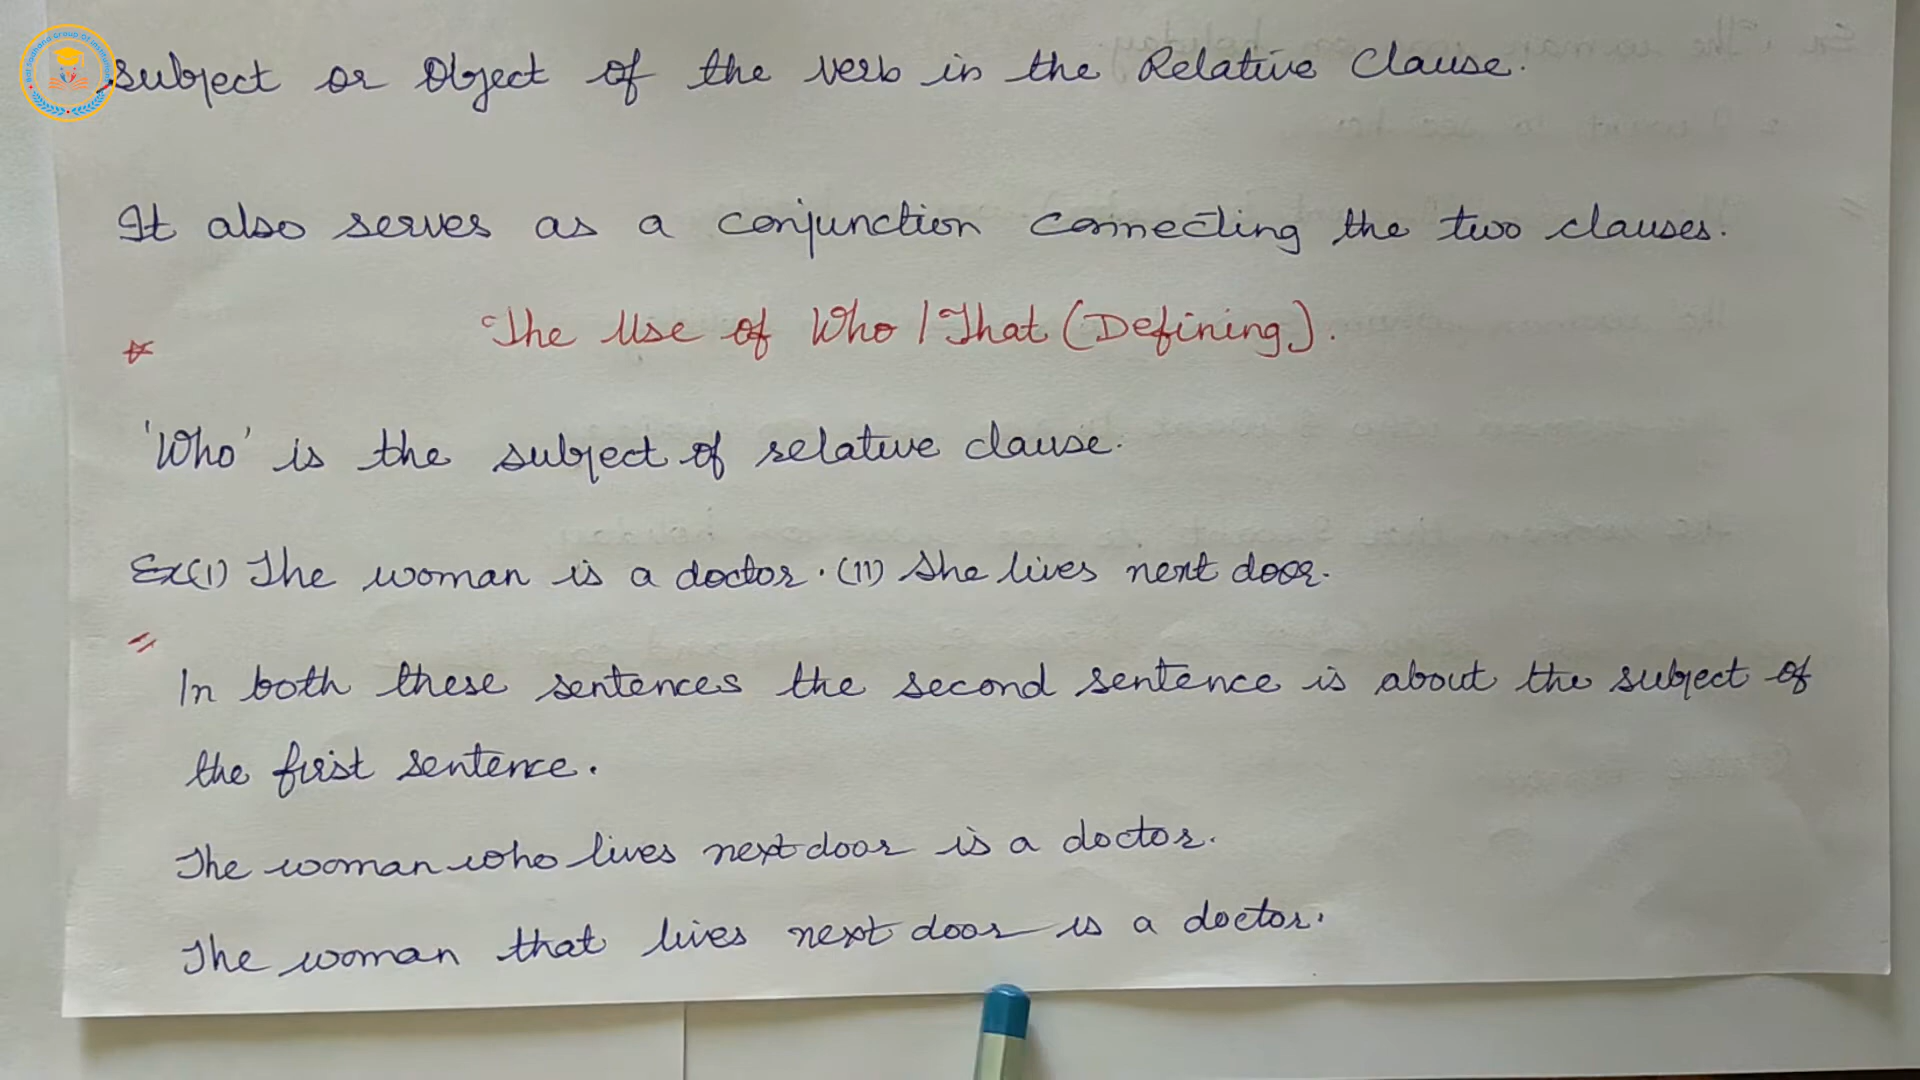 subject or Object of the verb in the Relative Clause.
It also serves as a conjunction connecting the two clauses.
The Use of Who / That (Defining).
'Who' is the subject of relative clause.
Ex(1) The woman is a doctor. (11) She lives next door.
In both these sentences the second sentence is about the subject of
the first sentence.
The woman who lives next door is a doctor.
The woman that lives next door is a doctor.